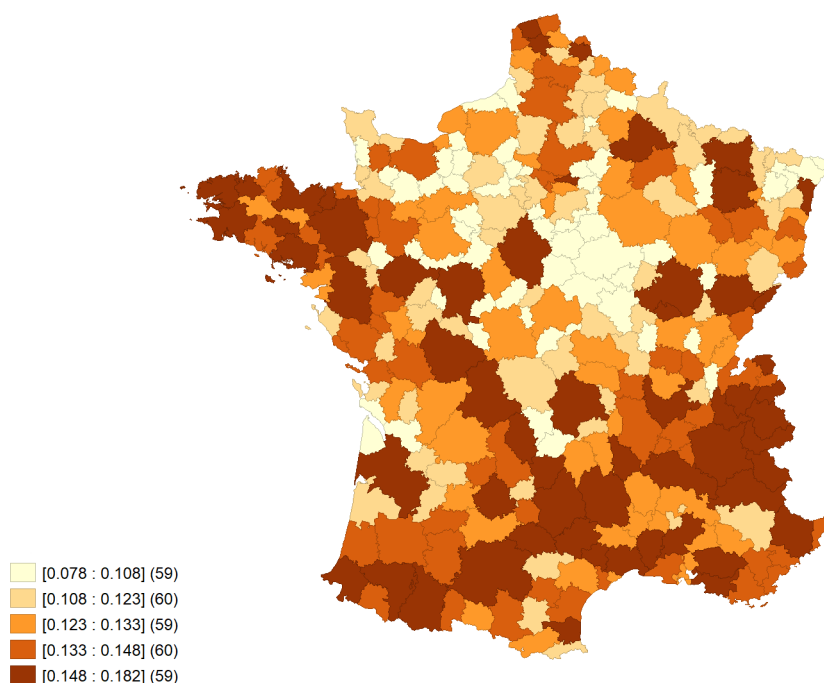 [0.078 : 0.108] (59)
[0.108 : 0.123] (60)
[0.123 : 0.133] (59)
[0.133 : 0.148] (60)
[0.148 : 0.182] (59)